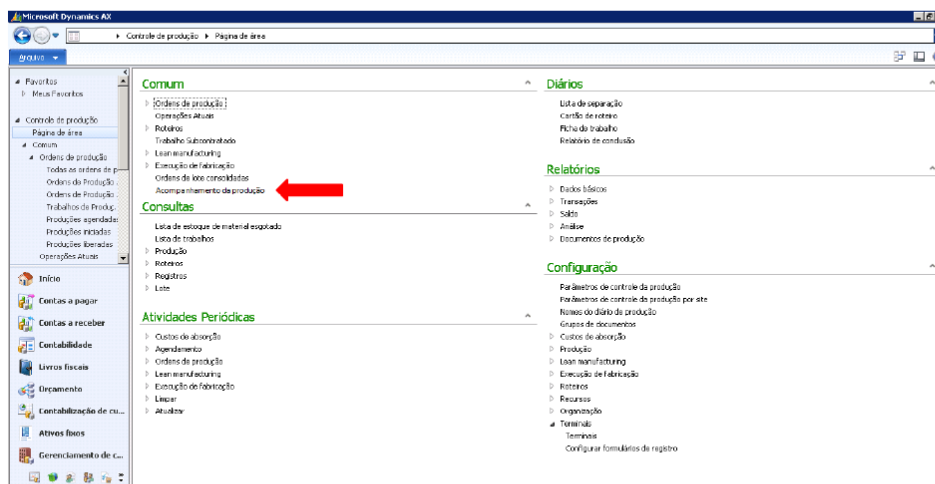 Microsoft Dynamics AX
Controle de produção
Página de área
Arquivo
Favoritos
Meus Favoritos
Controle de produção
Página de área
Comum
Ordens de produção
Todas as ordens de p
Ordens de Produção
Ordens de Produção
Trabalhos de Produç.
Produções agendadas
Produções iniciadas
Produções liberadas
Operações Atuais
Início
Contas a pagar
Contas a receber
Contabilidade
Livros fiscais
Orçamento
Contabilização de cu...
Ativos fixos
Gerenciamento de c...
Comum
Ordens de produção
Operações Atuais
Roteiros
Trabalho Subcontratado
Lean manufacturing
Execução de fabricação
Ordens de lote consolidadas
Acompanhamento da produção
Consultas
Lista de estoque de material esgotado
Lista de trabalhos
Produção
Roteiros
Registros
Lote
Atividades Periódicas
Custos de absorção
Agendamento
Ordens de produção
Lean manufacturing
Execução de fabricação
Limpar
Atualizar
Diários
Lista de separação
Cartão de roteiro
Ficha do trabalho
Relatório de conclusão
Relatórios
Dados básicos
Transações
Saldo
Análise
Documentos de produção
Configuração
Parâmetros de controle da produção
Parâmetros de controle da produção por site
Nomes do diário de produção
Grupos de documentos
Custos de absorção
Produção
Lean manufacturing
Execução de fabricação
Roteiros
Recursos
Organização
Terminais
Terminais
Configurar formulários de registro